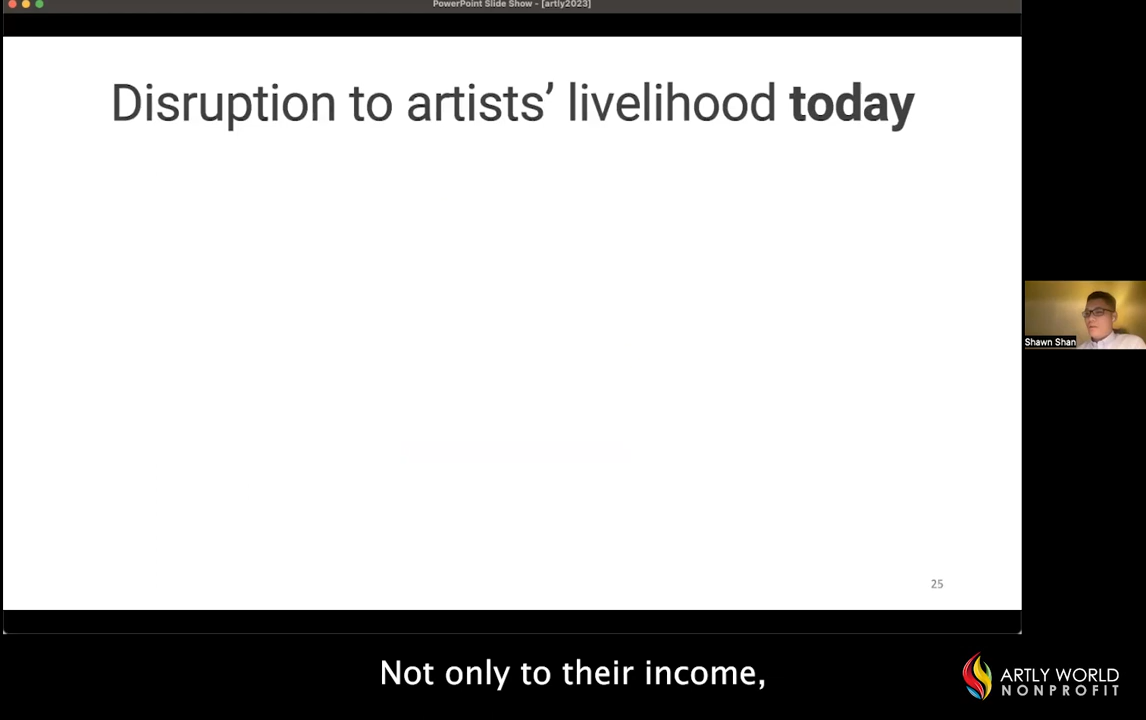 PowerPoint Slide Show - [artly2023]
Disruption to artists’ livelihood today
Shawn Shan
25
Not only to their income,
ARTLY WORLD
NONPROFIT